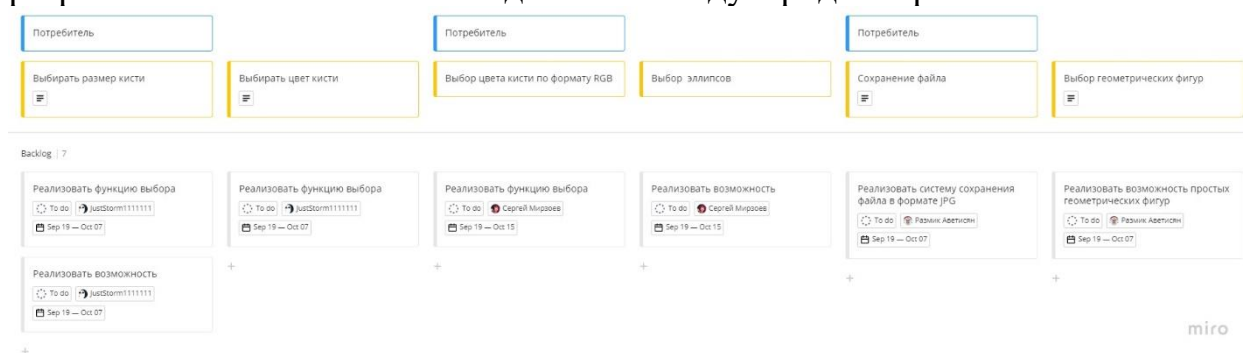 Потребитель
Потребитель
Потребитель
Выбирать размер кисти
Выбирать цвет кисти
Выбор цвета кисти по формату RGB
Выбор эллипсов
Сохранение файла
Выбор геометрических фигур
Backlog | 7
Реализовать функцию выбора
To do JustStorm1111111
Sep 19 — Oct 07
Реализовать функцию выбора
To do JustStorm1111111
Sep 19 — Oct 07
Реализовать функцию выбора
To do Сергей Мирзоев
Sep 19 — Oct 15
Реализовать возможность
To do Сергей Мирзоев
Sep 19 — Oct 15
Реализовать систему сохранения
файла в формате JPG
To do Размик Аветисян
Sep 19 — Oct 07
Реализовать возможность простых
геометрических фигур
To do Размик Аветисян
Sep 19 — Oct 07
Реализовать возможность
To do JustStorm1111111
Sep 19 — Oct 07
miro